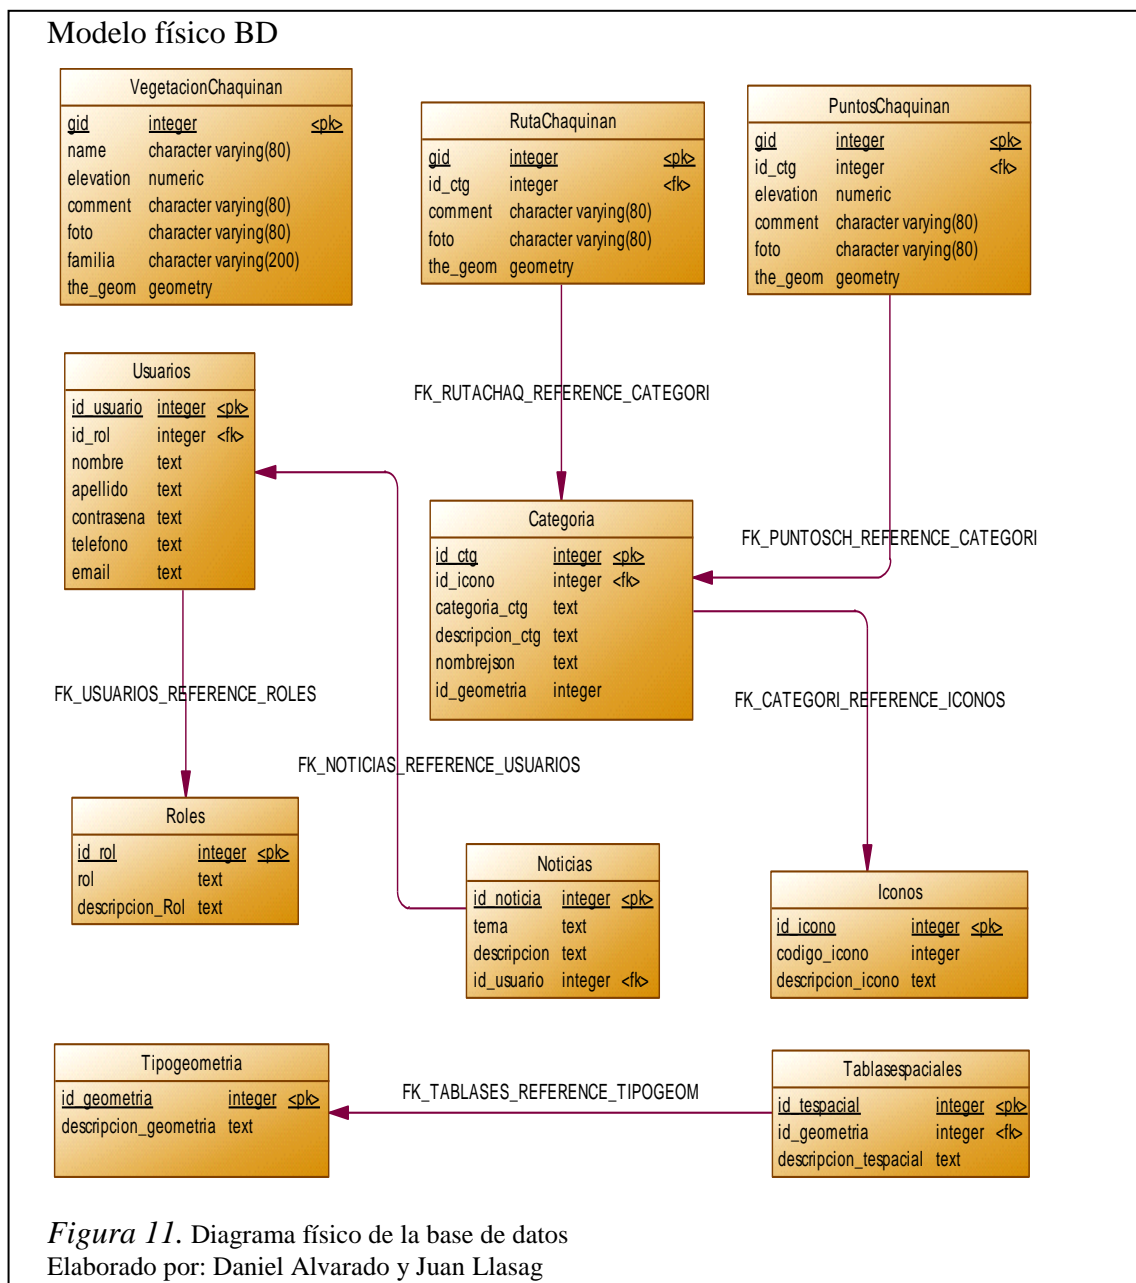 Modelo físico BD
VegetacionChaquinan
gid integer <pk>
name character varying(80)
elevation numeric
comment character varying(80)
foto character varying(80)
familia character varying(200)
the_geom geometry
RutaChaquinan
gid integer <pk>
id_ctg integer <fk>
comment character varying(80)
foto character varying(80)
the_geom geometry
PuntosChaquinan
gid integer <pk>
id_ctg integer <fk>
elevation numeric
comment character varying(80)
foto character varying(80)
the_geom geometry
Usuarios
id_usuario integer <pk>
id_rol integer <fk>
nombre text
apellido text
contrasena text
telefono text
email text
FK_RUTACHAQ_REFERENCE_CATEGORI
Categoria
id_ctg integer <pk>
id_icono integer <fk>
categoria_ctg text
descripcion_ctg text
nombrejson text
id_geometria integer
FK_PUNTOSCH_REFERENCE_CATEGORI
FK_USUARIOS_REFERENCE_ROLES
FK_CATEGORI_REFERENCE_ICONOS
FK_NOTICIAS_REFERENCE_USUARIOS
Roles
id_rol integer <pk>
rol text
descripcion_Rol text
Noticias
id_noticia integer <pk>
tema text
descripcion text
id_usuario integer <fk>
Iconos
id_icono integer <pk>
codigo_icono integer
descripcion_icono text
Tipogeometria
id_geometria integer <pk>
descripcion_geometria text
FK_TABLASES_REFERENCE_TIPOGEOM
Tablasespaciales
id_tespacial integer <pk>
id_geometria integer <fk>
descripcion_tespacial text
Figura 11. Diagrama físico de la base de datos
Elaborado por: Daniel Alvarado y Juan Llasag